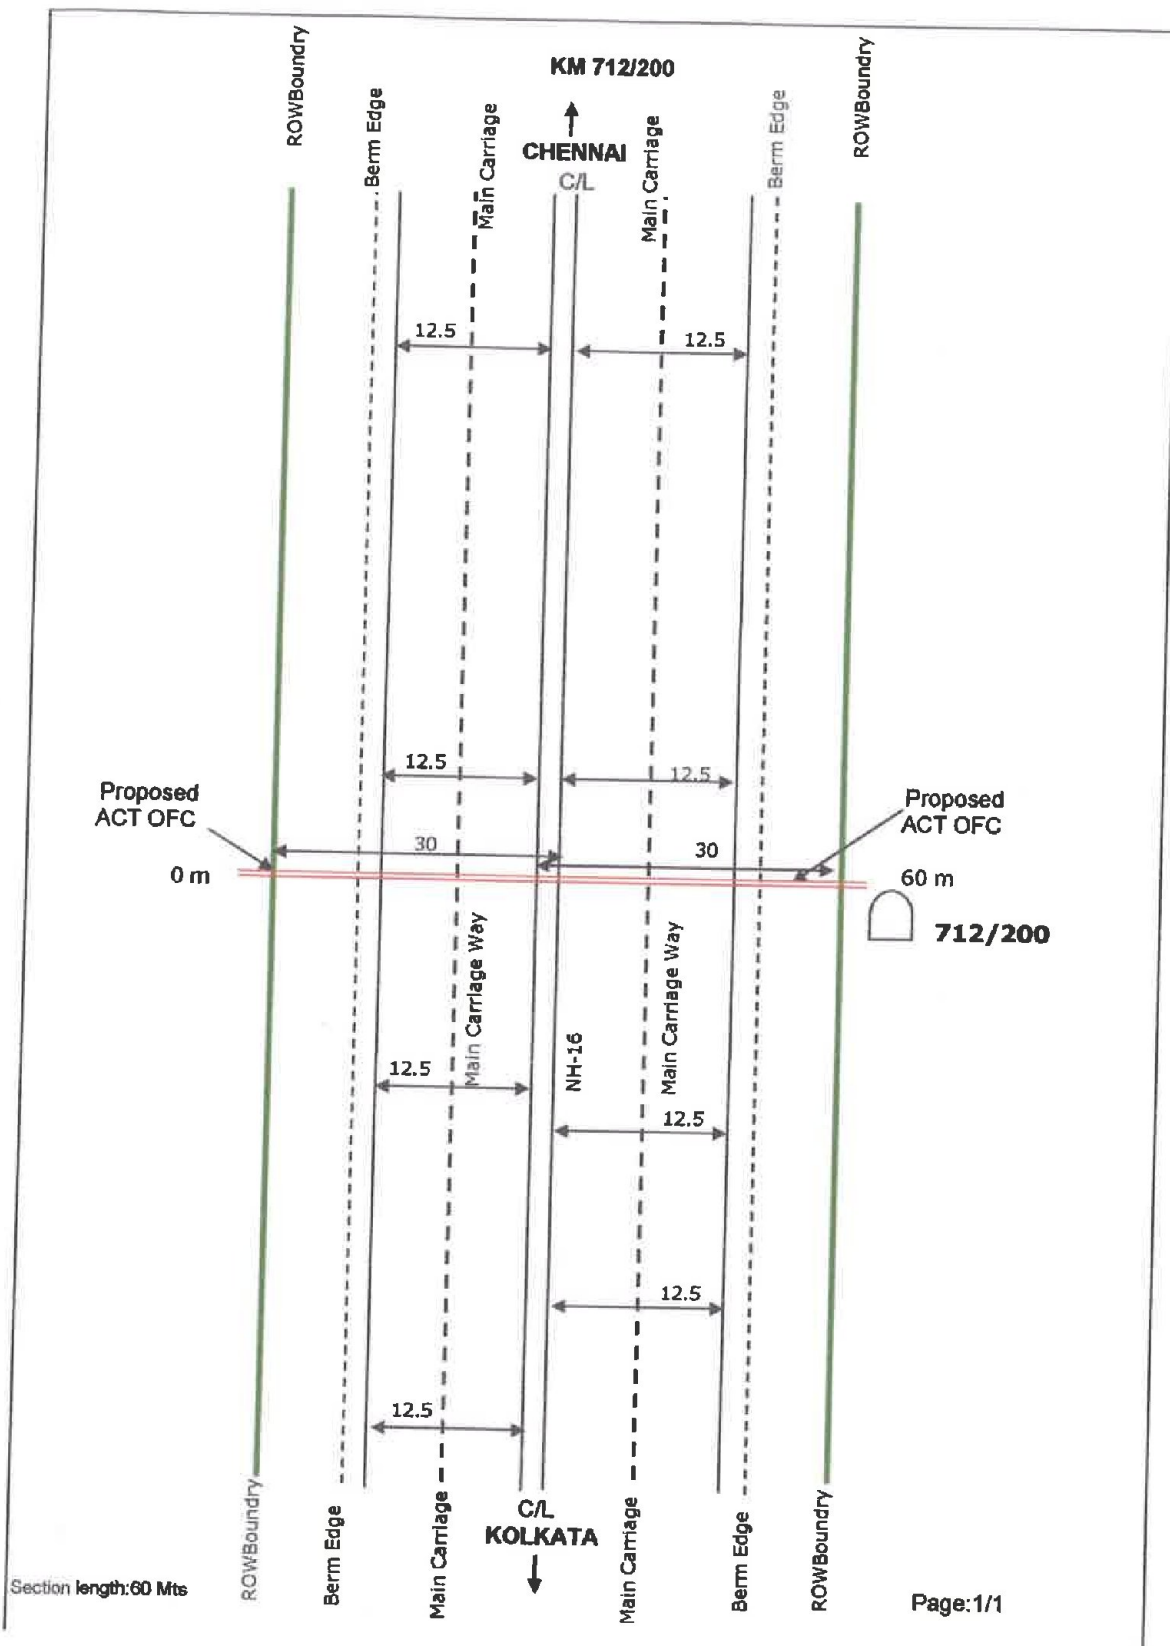 KM 712/200
ROWBoundry
Berm Edge
Main Carriage
CHENNAI
C/L
Main Carriage
Berm Edge
ROWBoundry
12.5
12.5
12.5
12.5
Proposed
ACT OFC
Proposed
ACT OFC
30
30
0 m
60 m
712/200
Main Carriage Way
NH-16
Main Carriage Way
12.5
12.5
12.5
12.5
ROWBoundry
Berm Edge
Main Carriage
C/L
KOLKATA
Main Carriage
Berm Edge
ROWBoundry
Section length:60 Mts
Page:1/1